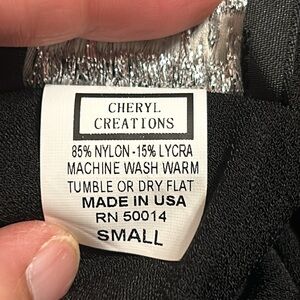 CHERYL
CREATIONS
85% NYLON-15% LYCRA
MACHINE WASH WARM
TUMBLE OR DRY FLAT
MADE IN USA
RN 50014
SMALL